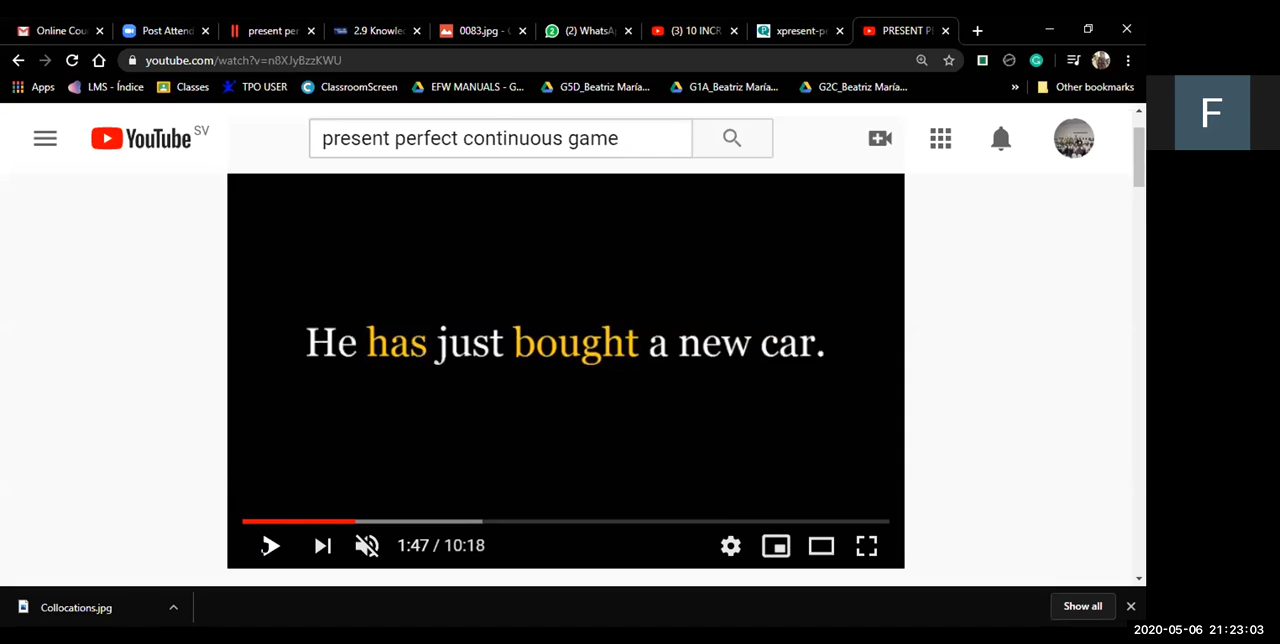 Online Cou
Post Attend
present per
2.9 Knowled
0083.jpg - G
(2) WhatsA
(3) 10 INCR
xpresent-p
PRESENT P
youtube.com/watch?v=n8XJyBzzKWU
Apps
LMS - Índice
Classes
TPO USER
ClassroomScreen
EFW MANUALS - G...
G5D_Beatriz María...
G1A_Beatriz María...
G2C_Beatriz María...
»
Other bookmarks
YouTube SV
present perfect continuous game
F
He has just bought a new car.
1:47 / 10:18
Collocations.jpg
Show all
2020-05-06 21:23:03